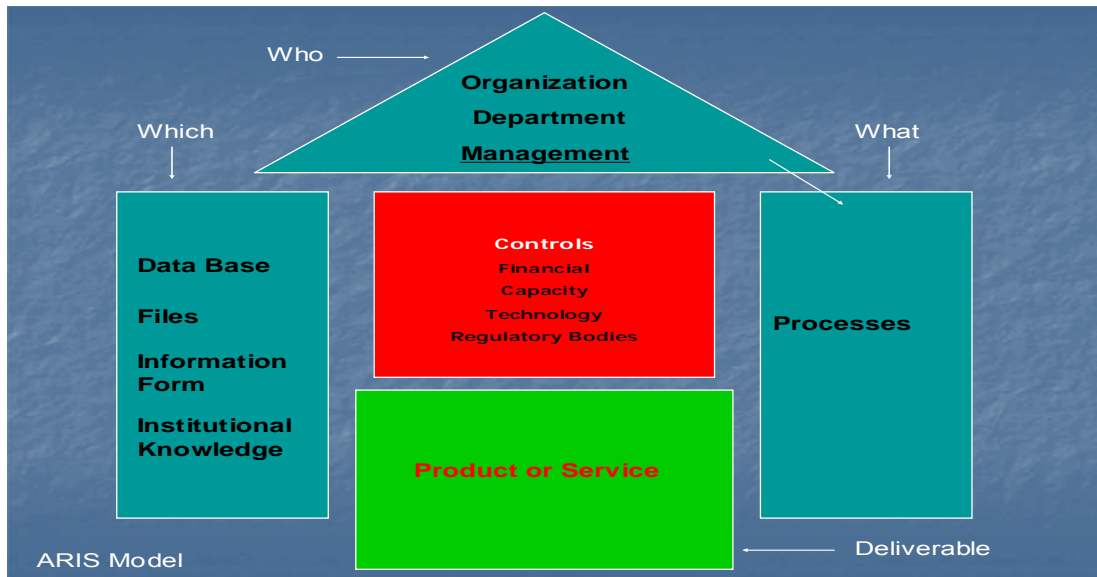 Who
Organization
Department
Management
Which
What
Data Base
Files
Information
Form
Institutional
Knowledge
Controls
Financial
Capacity
Technology
Regulatory Bodies
Processes
Product or Service
Deliverable
ARIS Model